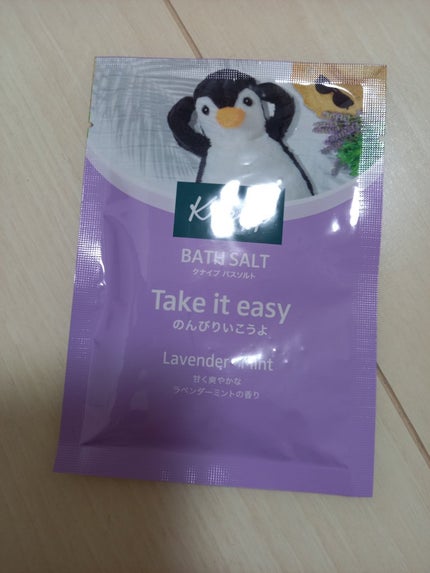 BATH SALT
クナイプ バスソルト
Take it easy
のんびりいこうよ
Lavender Mint
甘く爽やかな
ラベンダーミントの香り